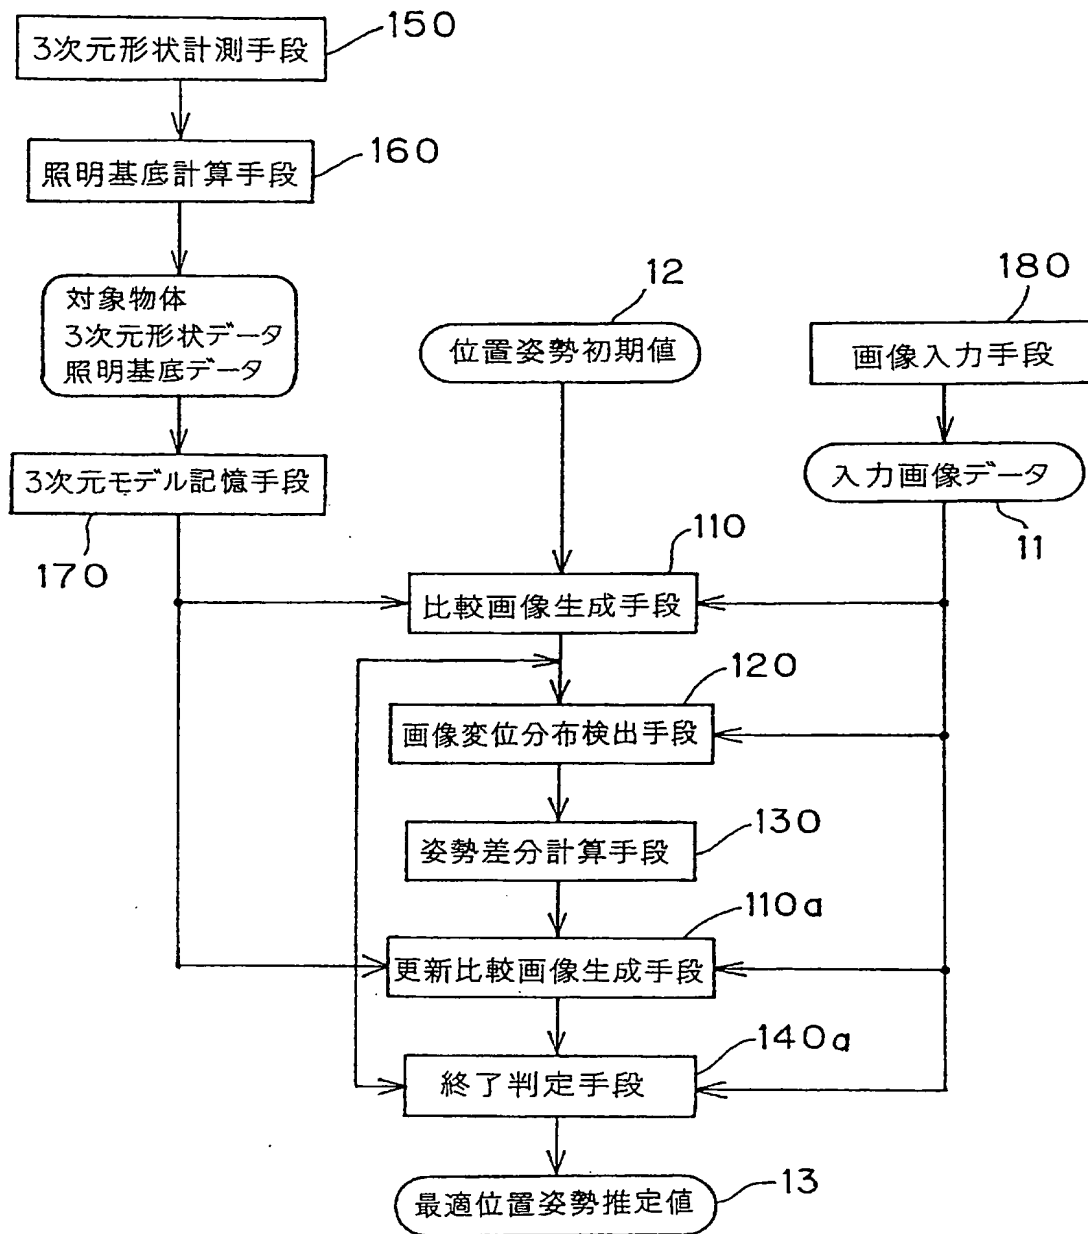 3次元形状計測手段
150
照明基底計算手段
160
対象物体
3次元形状データ
照明基底データ
3次元モデル記憶手段
170
12
位置姿勢初期値
180
画像入力手段
入力画像データ
11
110
比較画像生成手段
120
画像変位分布検出手段
130
姿勢差分計算手段
110a
更新比較画像生成手段
140a
終了判定手段
最適位置姿勢推定値
13